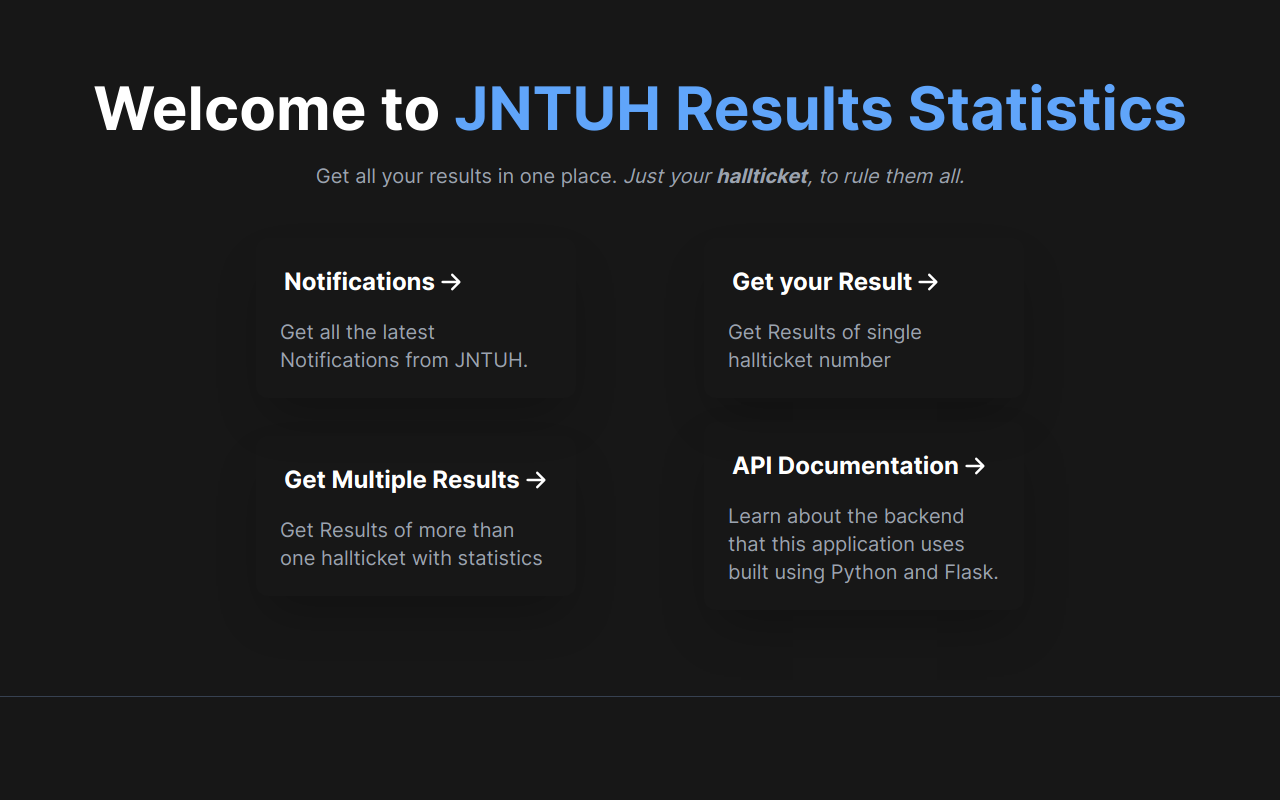 Welcome to JNTUH Results Statistics
Get all your results in one place. Just your hallticket, to rule them all.
Notifications →
Get all the latest
Notifications from JNTUH.
Get your Result →
Get Results of single
hallticket number
Get Multiple Results →
Get Results of more than
one hallticket with statistics
API Documentation →
Learn about the backend
that this application uses
built using Python and Flask.